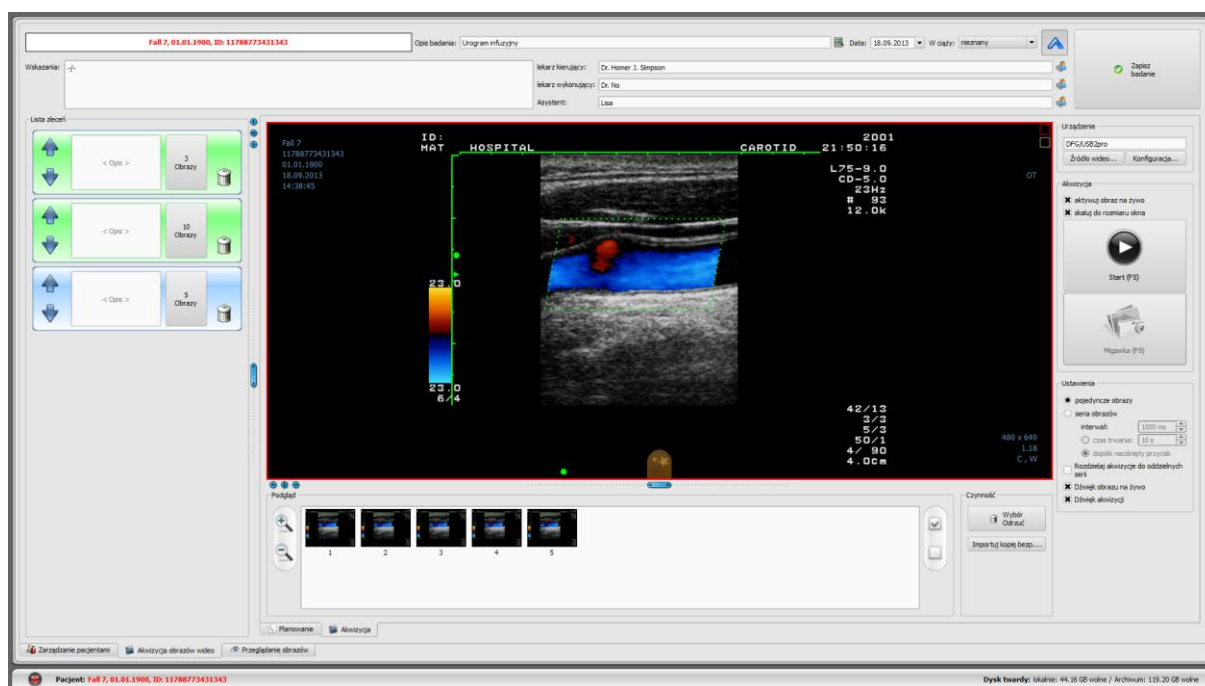 Fall 7, 01.01.1900, ID: 11788773431343
Opis badania: Urogram infuzyjny
Data: 18.09.2013
W ciąży: nieznany
Zapisz badanie
Wskazania: -/-
lekarz kierujący: Dr. Homer J. Simpson
lekarz wykonujący: Dr. No
Asystent: Lisa
Lista zleceń
< Opis >
3
Obrazy
< Opis >
10
Obrazy
< Opis >
5
Obrazy
Fall 7
11788773431343
01.01.1900
18.09.2013
14:38:45
ID:
2001
MAT HOSPITAL CAROTID 21:50:16
L75-9.0
CD-5.0
23Hz
# 93
12.0k
OT
23.0
23.0
6/4
42/13
3/3
5/3
50/1
4/ 90
4.0cm
480 x 640
1.18
C, W
Urządzenie
DFG/USB2pro
Źródło wideo...
Konfiguracja...
Akwizycja
aktywuj obraz na żywo
skaluj do rozmiaru okna
Start (F5)
Migawka (F9)
Ustawienia
pojedyncze obrazy
seria obrazów
interwał: 1000 ms
czas trwania: 10 s
dopóki naciśnięty przycisk
Rozdzielaj akwizycje do oddzielnych
serii
Dźwięk obrazu na żywo
Dźwięk akwizycji
Podgląd
1 2 3 4 5
Czynność
Wybór
Odrzuć
Importuj kopię bezp....
Planowanie
Akwizycja
Zarządzanie pacjentami
Akwizycja obrazów wideo
Przeglądanie obrazów
Pacjent: Fall 7, 01.01.1900, ID: 11788773431343
Dysk twardy: lokalnie: 44.16 GB wolne / Archiwum: 119.20 GB wolne